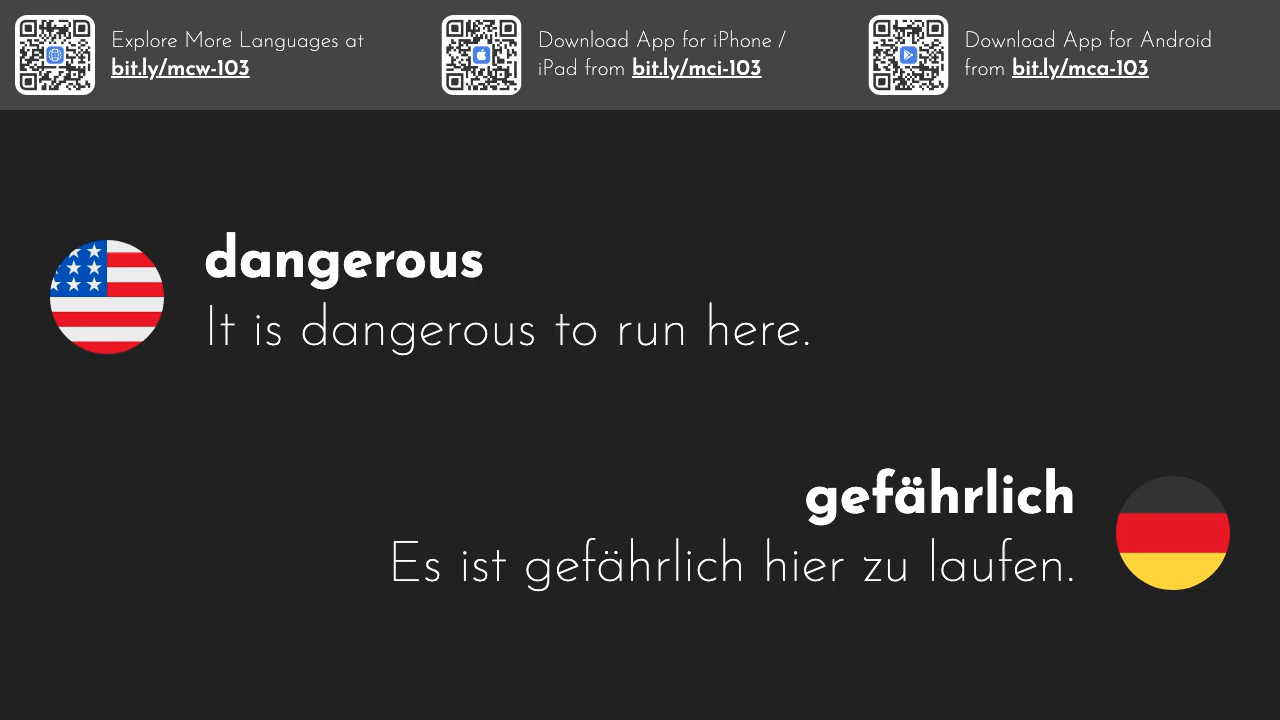 Explore More Languages at
bit.ly/mcw-103
Download App for iPhone /
iPad from bit.ly/mci-103
Download App for Android
from bit.ly/mca-103
dangerous
It is dangerous to run here.
gefährlich
Es ist gefährlich hier zu laufen.